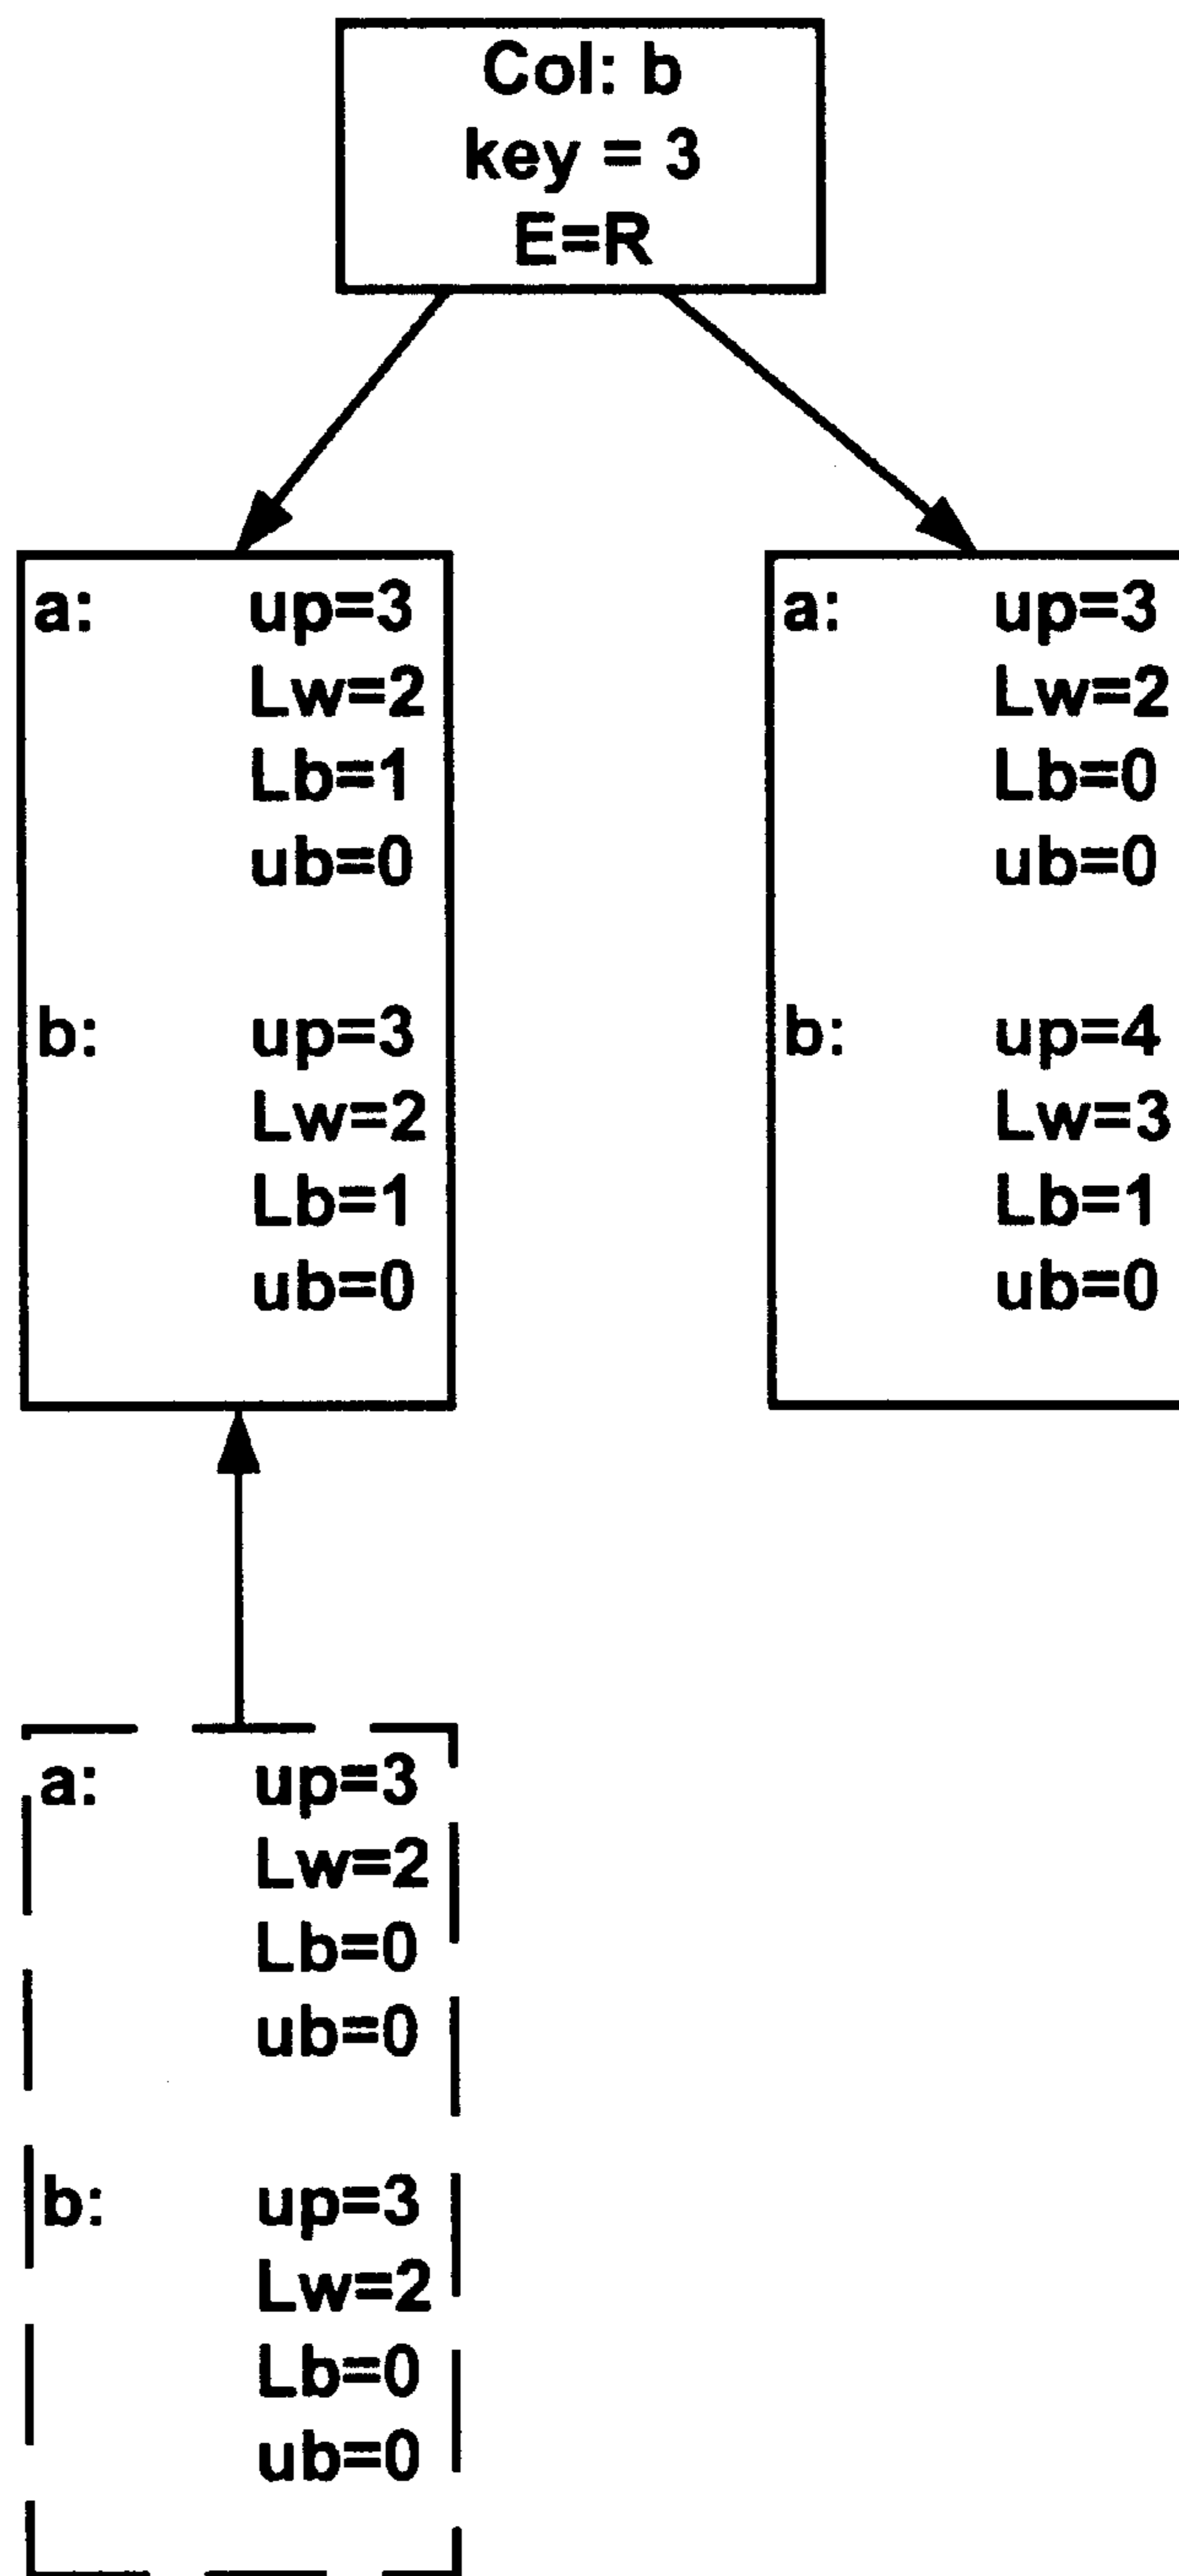 Col: b
key = 3
E=R
a: up=3
Lw=2
Lb=1
ub=0
b: up=3
Lw=2
Lb=1
ub=0
a: up=3
Lw=2
Lb=0
ub=0
b: up=4
Lw=3
Lb=1
ub=0
a: up=3
Lw=2
Lb=0
ub=0
b: up=3
Lw=2
Lb=0
ub=0